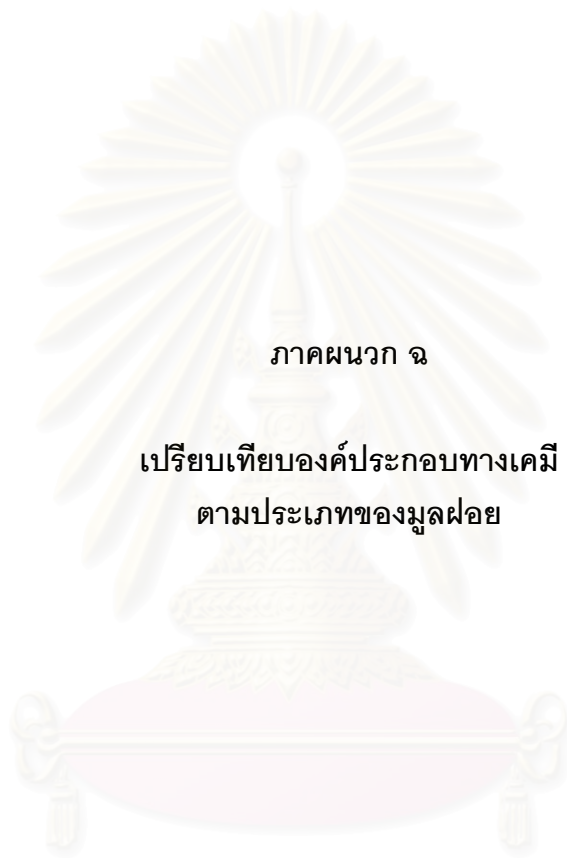 ภาคผนวก ฉ
เปรียบเทียบองค์ประกอบทางเคมี
ตามประเภทของมูลฝอย